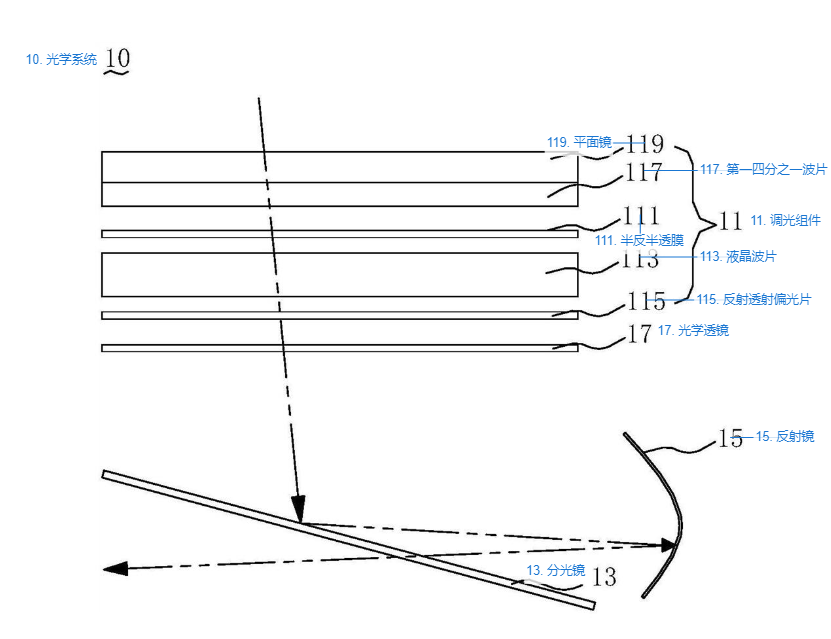 10. 光学系统 10
119. 平面镜 119
117 117. 第一四分之一波片
111
11 11. 调光组件
111. 半反半透膜
113 113. 液晶波片
115 115. 反射透射偏光片
17 17. 光学透镜
15 15. 反射镜
13. 分光镜 13